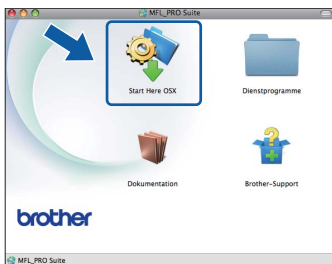 MFL_PRO Suite
Start Here OSX
Dienstprogramme
Dokumentation
Brother-Support
brother
MFL_PRO Suite